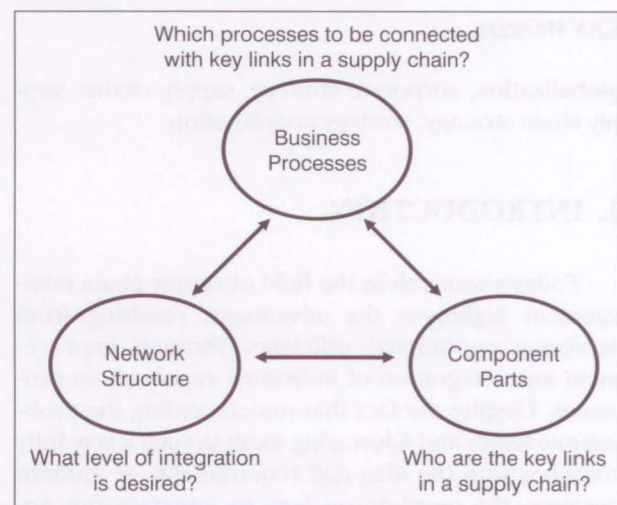 Which processes to be connected
with key links in a supply chain?
Business
Processes
Network
Structure
Component
Parts
What level of integration
is desired?
Who are the key links
in a supply chain?